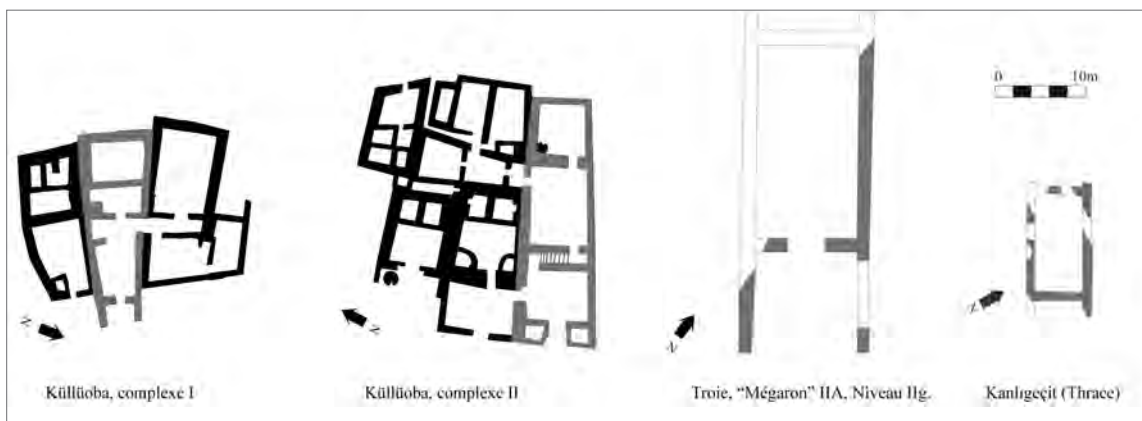 0 10m
N
N
N
N
Küllüoba, complexe I
Küllüoba, complexe II
Troie, “Mégaron” IIA, Niveau IIg.
Kanlıgeçit (Thrace)